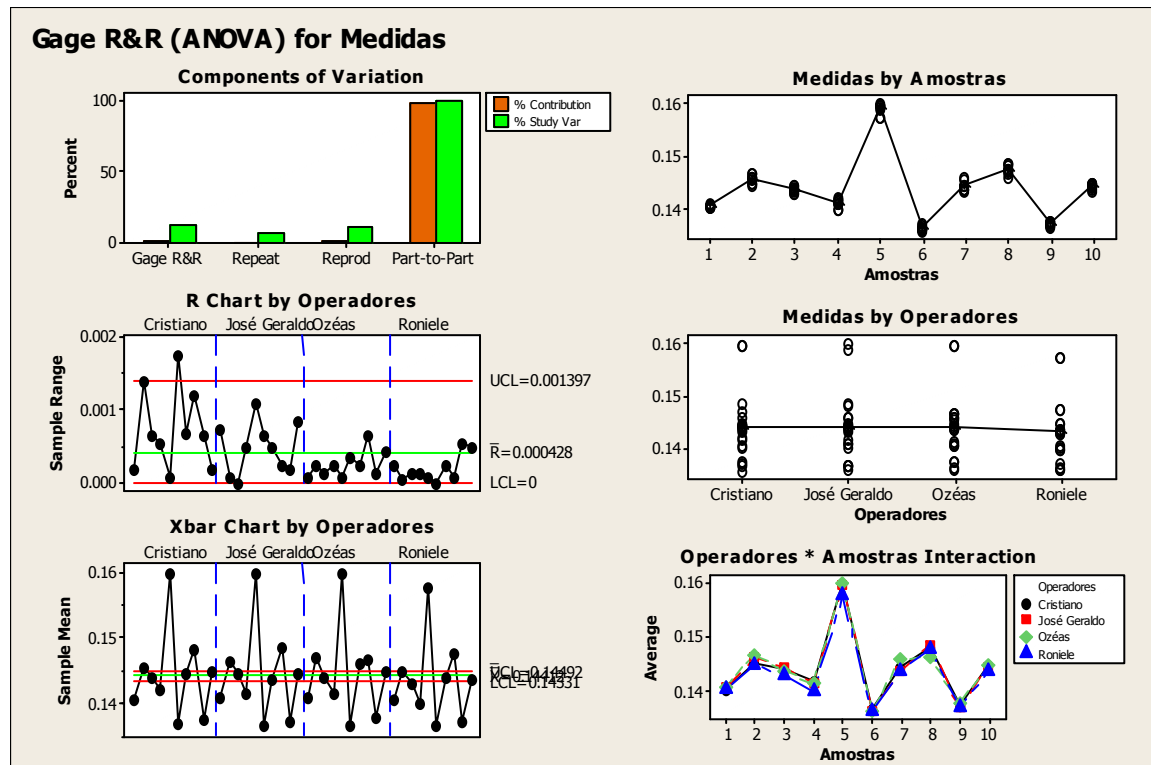 Gage R&R (ANOVA) for Medidas
Components of Variation
Percent
100
50
0
Gage R&R Repeat Reprod Part-to-Part
% Contribution
% Study Var
R Chart by Operadores
Cristiano José Geraldo Ozéas Roniele
Sample Range
0.002
0.001
0.000
UCL=0.001397
R=0.000428
LCL=0
Xbar Chart by Operadores
Cristiano José Geraldo Ozéas Roniele
Sample Mean
0.16
0.15
0.14
UCL=0.14492
LCL=0.14331
Medidas by Amostras
0.16
0.15
0.14
1 2 3 4 5 6 7 8 9 10
Amostras
Medidas by Operadores
0.16
0.15
0.14
Cristiano José Geraldo Ozéas Roniele
Operadores
Operadores * Amostras Interaction
Average
0.16
0.15
0.14
1 2 3 4 5 6 7 8 9 10
Amostras
Operadores
Cristiano
José Geraldo
Ozéas
Roniele